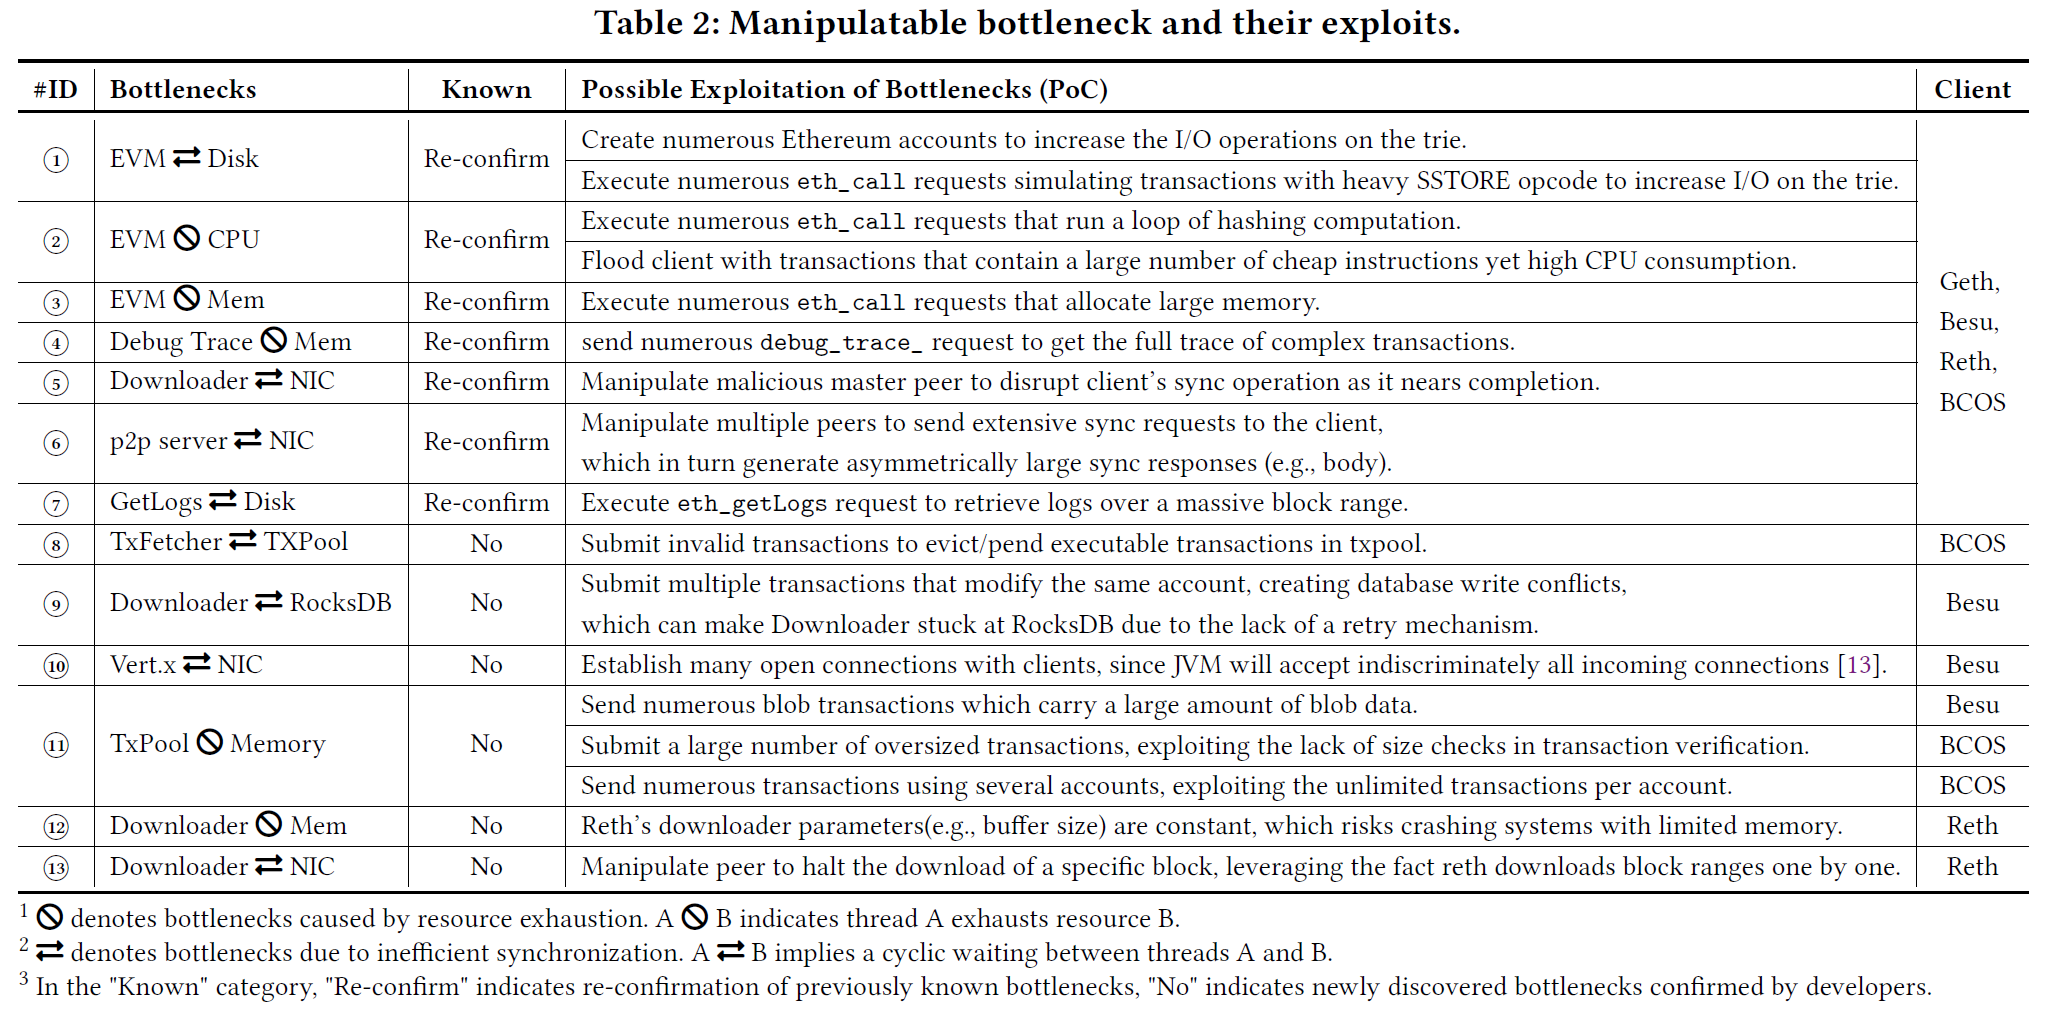 Table 2: Manipulatable bottleneck and their exploits.
#ID Bottlenecks Known Possible Exploitation of Bottlenecks (PoC) Client
① EVM ⇄ Disk Re-confirm Create numerous Ethereum accounts to increase the I/O operations on the trie.
Execute numerous eth_call requests simulating transactions with heavy SSTORE opcode to increase I/O on the trie.
② EVM 🛇 CPU Re-confirm Execute numerous eth_call requests that run a loop of hashing computation.
Flood client with transactions that contain a large number of cheap instructions yet high CPU consumption.
③ EVM 🛇 Mem Re-confirm Execute numerous eth_call requests that allocate large memory.
④ Debug Trace 🛇 Mem Re-confirm send numerous debug_trace_ request to get the full trace of complex transactions.
⑤ Downloader ⇄ NIC Re-confirm Manipulate malicious master peer to disrupt client's sync operation as it nears completion.
⑥ p2p server ⇄ NIC Re-confirm Manipulate multiple peers to send extensive sync requests to the client,
which in turn generate asymmetrically large sync responses (e.g., body).
⑦ GetLogs ⇄ Disk Re-confirm Execute eth_getLogs request to retrieve logs over a massive block range.
Geth,
Besu,
Reth,
BCOS
⑧ TxFetcher ⇄ TXPool No Submit invalid transactions to evict/pend executable transactions in txpool. BCOS
⑨ Downloader ⇄ RocksDB No Submit multiple transactions that modify the same account, creating database write conflicts,
which can make Downloader stuck at RocksDB due to the lack of a retry mechanism. Besu
⑩ Vert.x ⇄ NIC No Establish many open connections with clients, since JVM will accept indiscriminately all incoming connections [13]. Besu
⑪ TxPool 🛇 Memory No Send numerous blob transactions which carry a large amount of blob data. Besu
Submit a large number of oversized transactions, exploiting the lack of size checks in transaction verification. BCOS
Send numerous transactions using several accounts, exploiting the unlimited transactions per account. BCOS
⑫ Downloader 🛇 Mem No Reth's downloader parameters(e.g., buffer size) are constant, which risks crashing systems with limited memory. Reth
⑬ Downloader ⇄ NIC No Manipulate peer to halt the download of a specific block, leveraging the fact reth downloads block ranges one by one. Reth
1 🛇 denotes bottlenecks caused by resource exhaustion. A 🛇 B indicates thread A exhausts resource B.
2 ⇄ denotes bottlenecks due to inefficient synchronization. A ⇄ B implies a cyclic waiting between threads A and B.
3 In the "Known" category, "Re-confirm" indicates re-confirmation of previously known bottlenecks, "No" indicates newly discovered bottlenecks confirmed by developers.